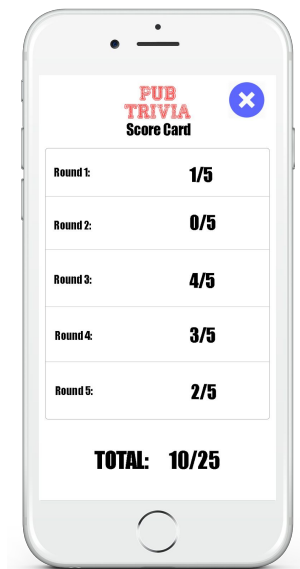 PUB
TRIVIA
Score Card
Round 1: 1/5
Round 2: 0/5
Round 3: 4/5
Round 4: 3/5
Round 5: 2/5
TOTAL: 10/25